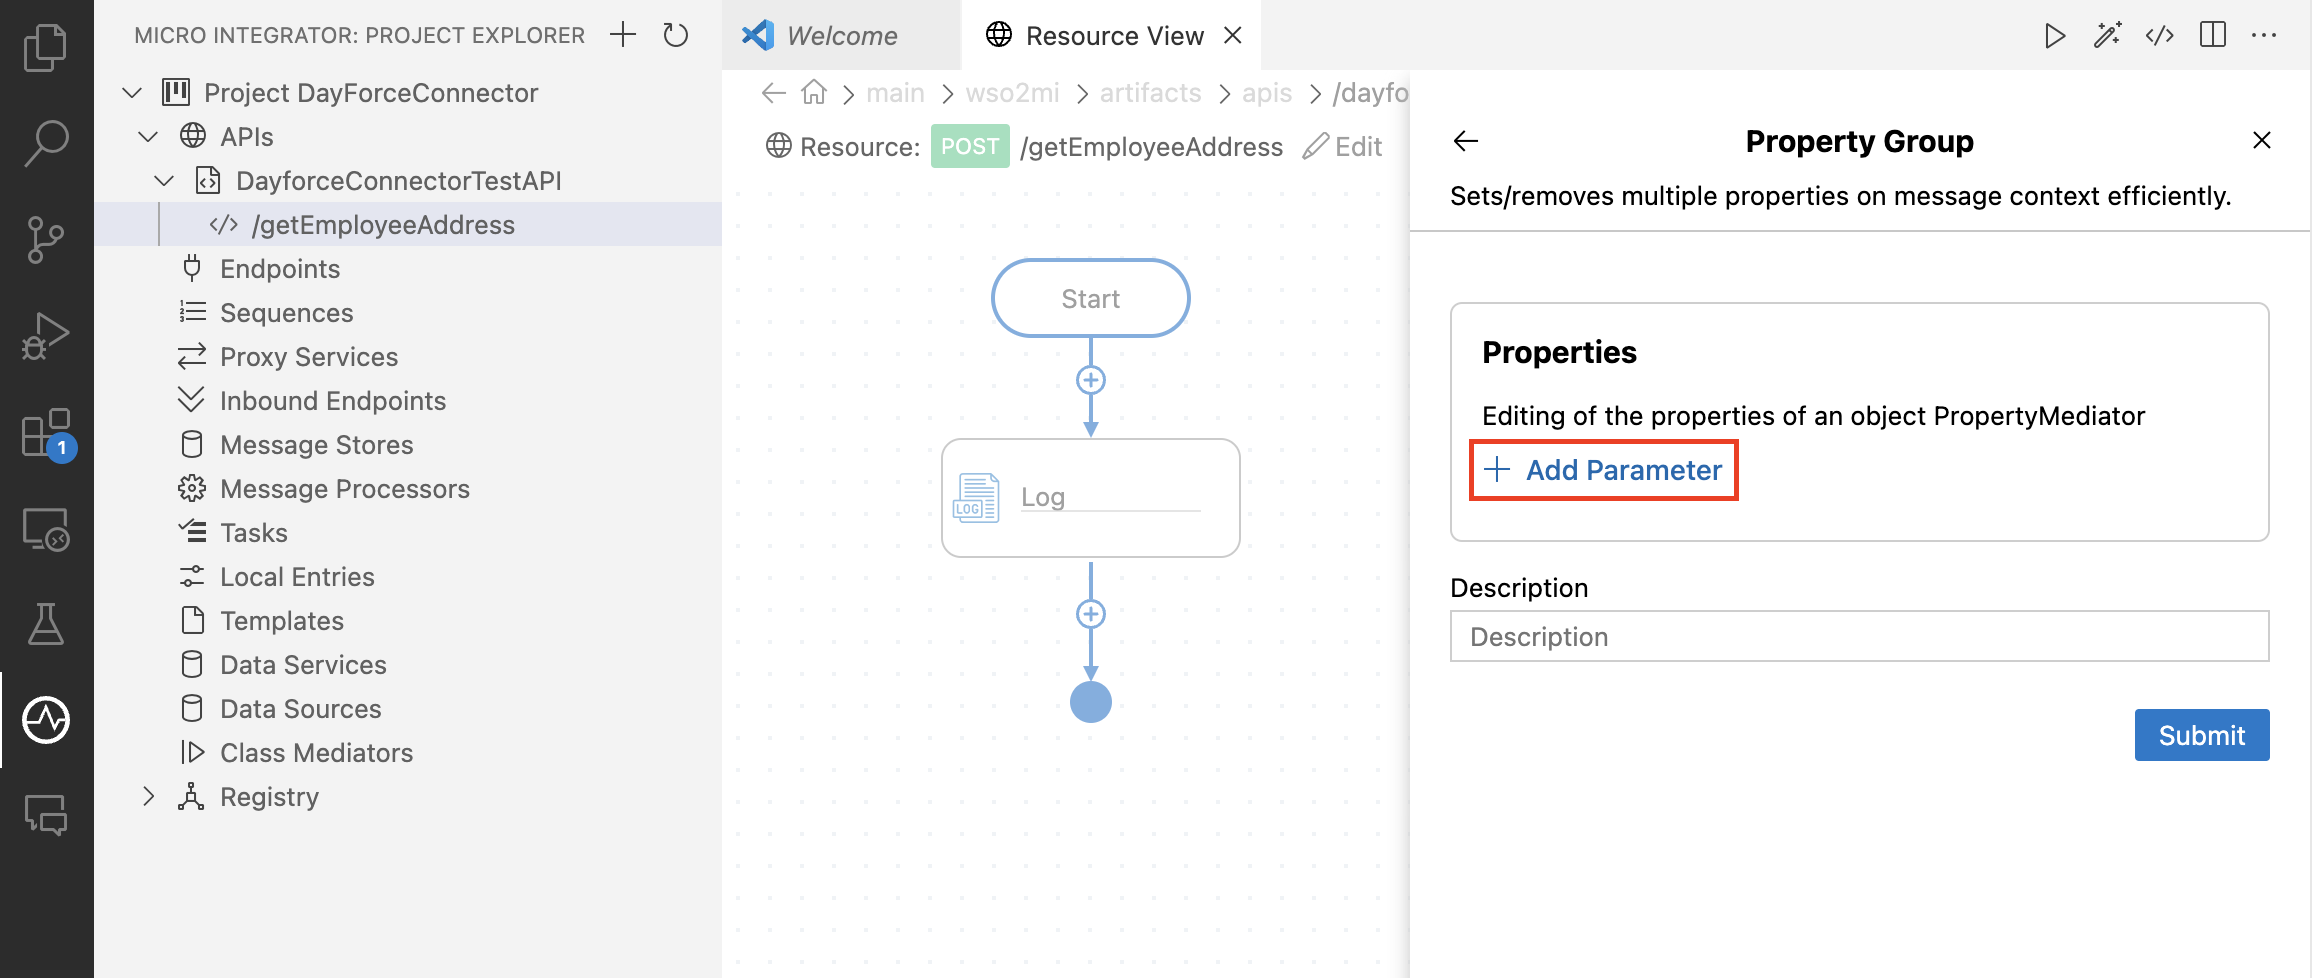 MICRO INTEGRATOR: PROJECT EXPLORER
Project DayForceConnector
APIs
DayforceConnectorTestAPI
/getEmployeeAddress
Endpoints
Sequences
Proxy Services
Inbound Endpoints
Message Stores
Message Processors
Tasks
Local Entries
Templates
Data Services
Data Sources
Class Mediators
Registry
1
Welcome
Resource View
main > wso2mi > artifacts > apis > /dayfo
Resource: POST /getEmployeeAddress Edit
Start
LOG Log
Property Group
Sets/removes multiple properties on message context efficiently.
Properties
Editing of the properties of an object PropertyMediator
+ Add Parameter
Description
Description
Submit